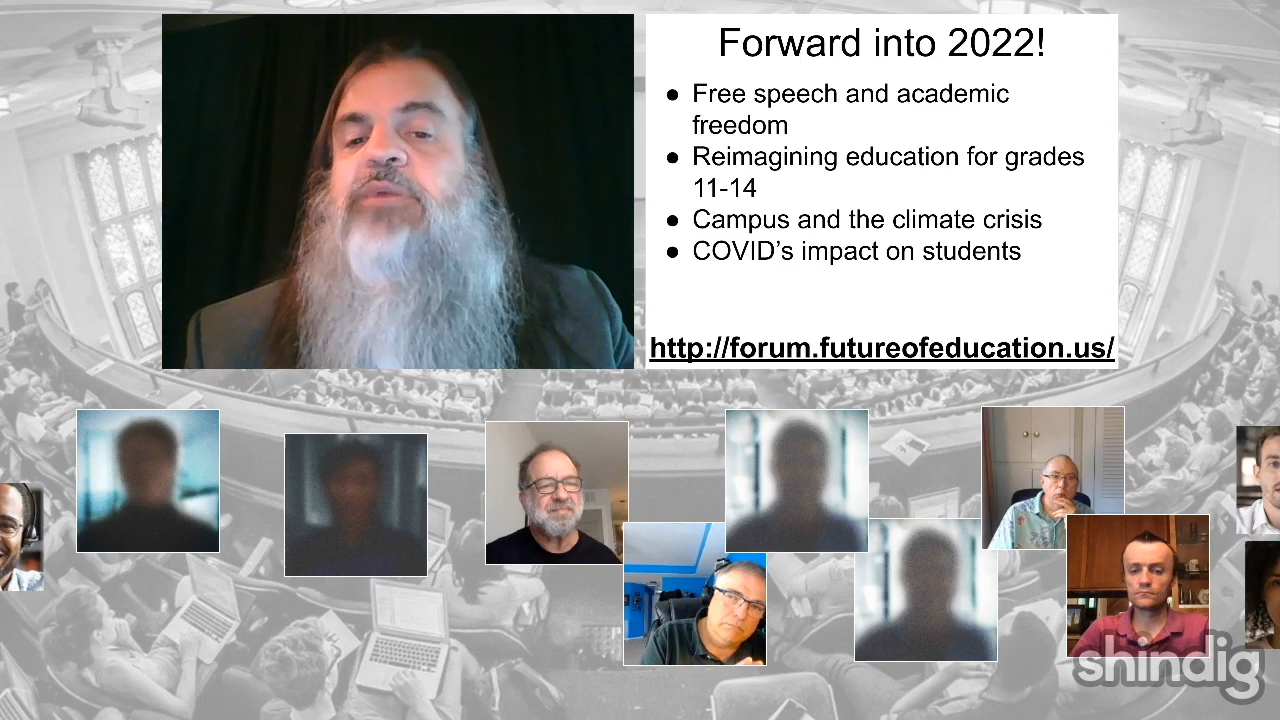 Forward into 2022!
● Free speech and academic
freedom
● Reimagining education for grades
11-14
● Campus and the climate crisis
● COVID’s impact on students
http://forum.futureofeducation.us/
shindig